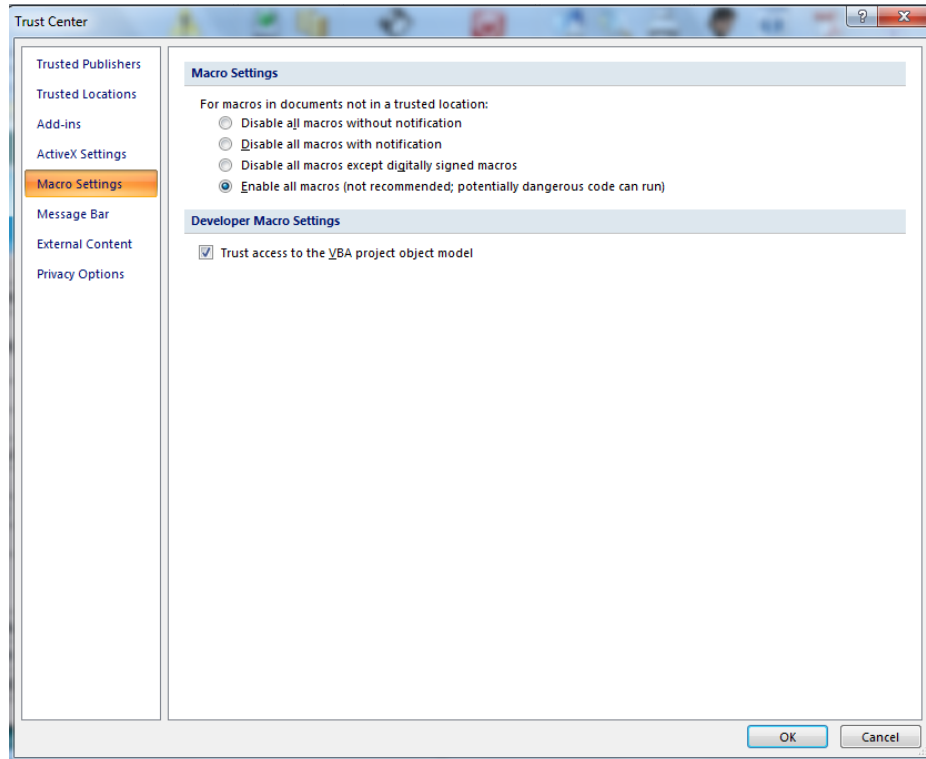 Trust Center
Trusted Publishers
Trusted Locations
Add-ins
ActiveX Settings
Macro Settings
Message Bar
External Content
Privacy Options
Macro Settings
For macros in documents not in a trusted location:
Disable all macros without notification
Disable all macros with notification
Disable all macros except digitally signed macros
Enable all macros (not recommended; potentially dangerous code can run)
Developer Macro Settings
Trust access to the VBA project object model
OK
Cancel